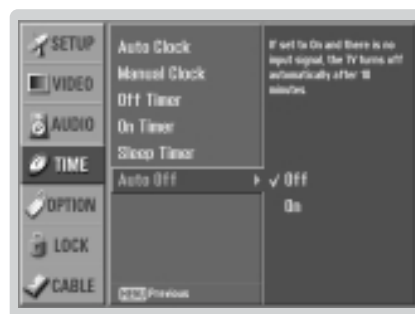 SETUP
VIDEO
AUDIO
TIME
OPTION
LOCK
CABLE
Auto Clock
Manual Clock
Off Timer
On Timer
Sleep Timer
Auto Off
MENU Previous
If set to On and there is no
input signal, the TV turns off
automatically after 10
minutes.
✓ Off
On